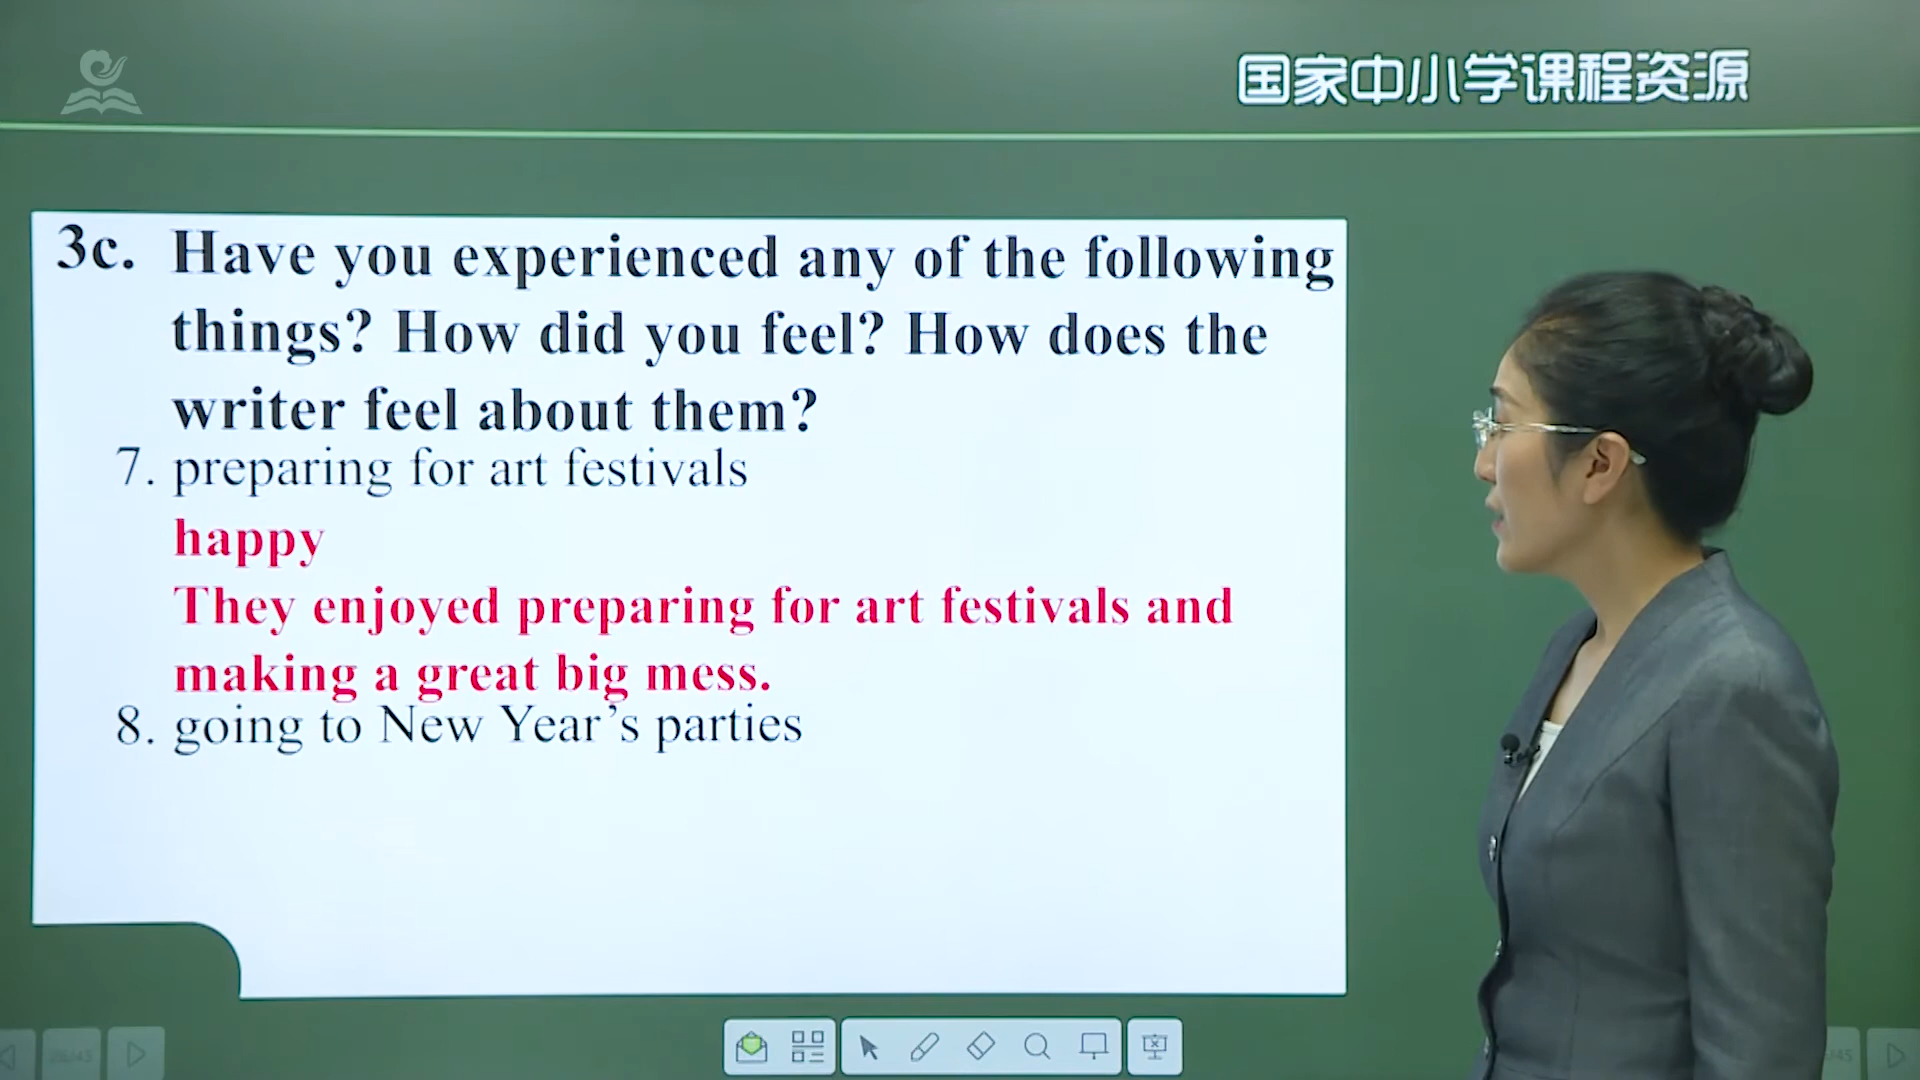 国家中小学课程资源
3c. Have you experienced any of the following
things? How did you feel? How does the
writer feel about them?
7. preparing for art festivals
happy
They enjoyed preparing for art festivals and
making a great big mess.
8. going to New Year’s parties